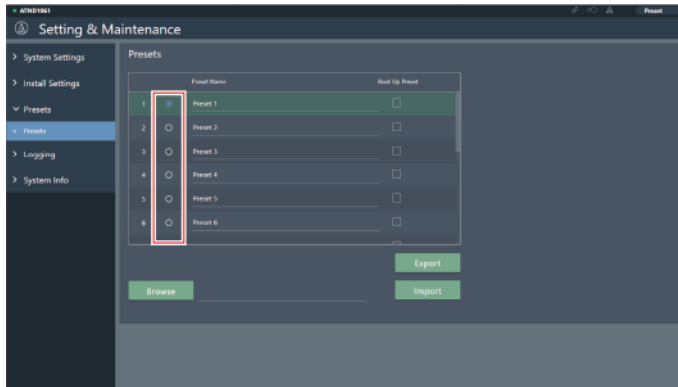 ATND1061
Preset
Setting & Maintenance
System Settings
Install Settings
Presets
Presets
Logging
System Info
Presets
Preset Name
Boot Up Preset
1
Preset 1
2
Preset 2
3
Preset 3
4
Preset 4
5
Preset 5
6
Preset 6
Export
Browse
Import